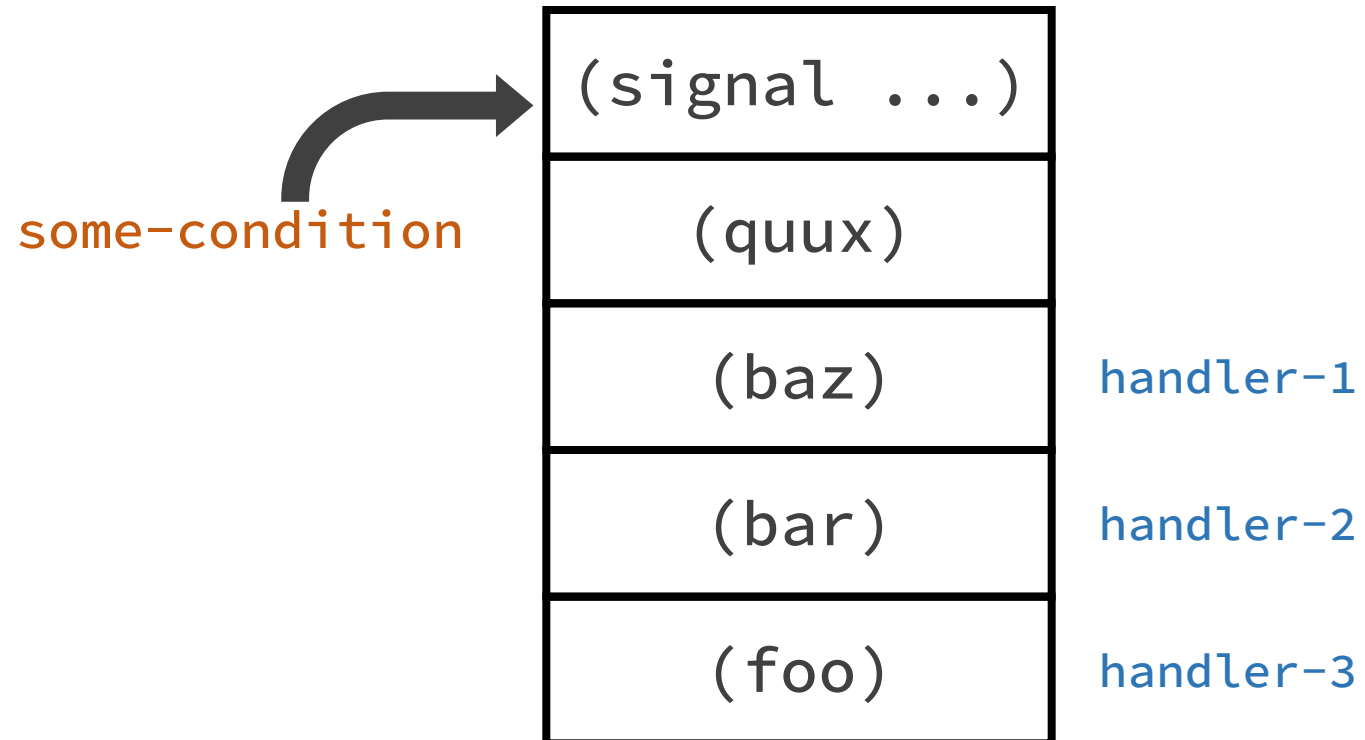 (signal ...)
some-condition
(quux)
(baz)
handler-1
(bar)
handler-2
(foo)
handler-3